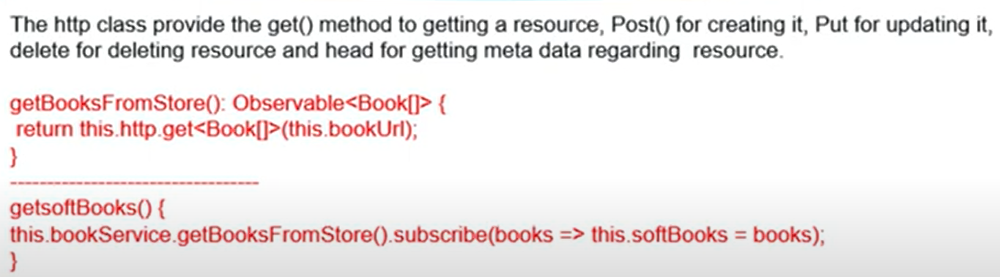 The http class provide the get() method to getting a resource, Post() for creating it, Put for updating it,
delete for deleting resource and head for getting meta data regarding resource.
getBooksFromStore(): Observable<Book[]> {
return this.http.get<Book[]>(this.bookUrl);
}
----------------------------------
getsoftBooks() {
this.bookService.getBooksFromStore().subscribe(books => this.softBooks = books);
}